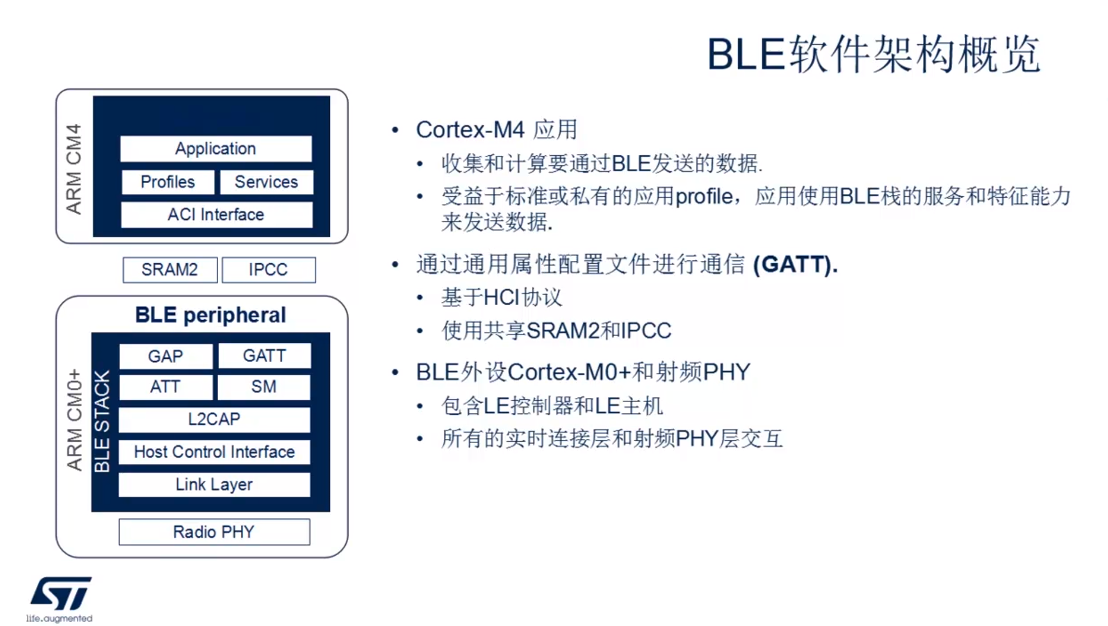 BLE软件架构概览
ARM CM4
Application
Profiles
Services
ACI Interface
SRAM2
IPCC
BLE peripheral
ARM CM0+
BLE STACK
GAP
GATT
ATT
SM
L2CAP
Host Control Interface
Link Layer
Radio PHY
• Cortex-M4 应用
• 收集和计算要通过BLE发送的数据.
• 受益于标准或私有的应用profile，应用使用BLE栈的服务和特征能力
来发送数据.
• 通过通用属性配置文件进行通信 (GATT).
• 基于HCI协议
• 使用共享SRAM2和IPCC
• BLE外设Cortex-M0+和射频PHY
• 包含LE控制器和LE主机
• 所有的实时连接层和射频PHY层交互
ST
life.augmented